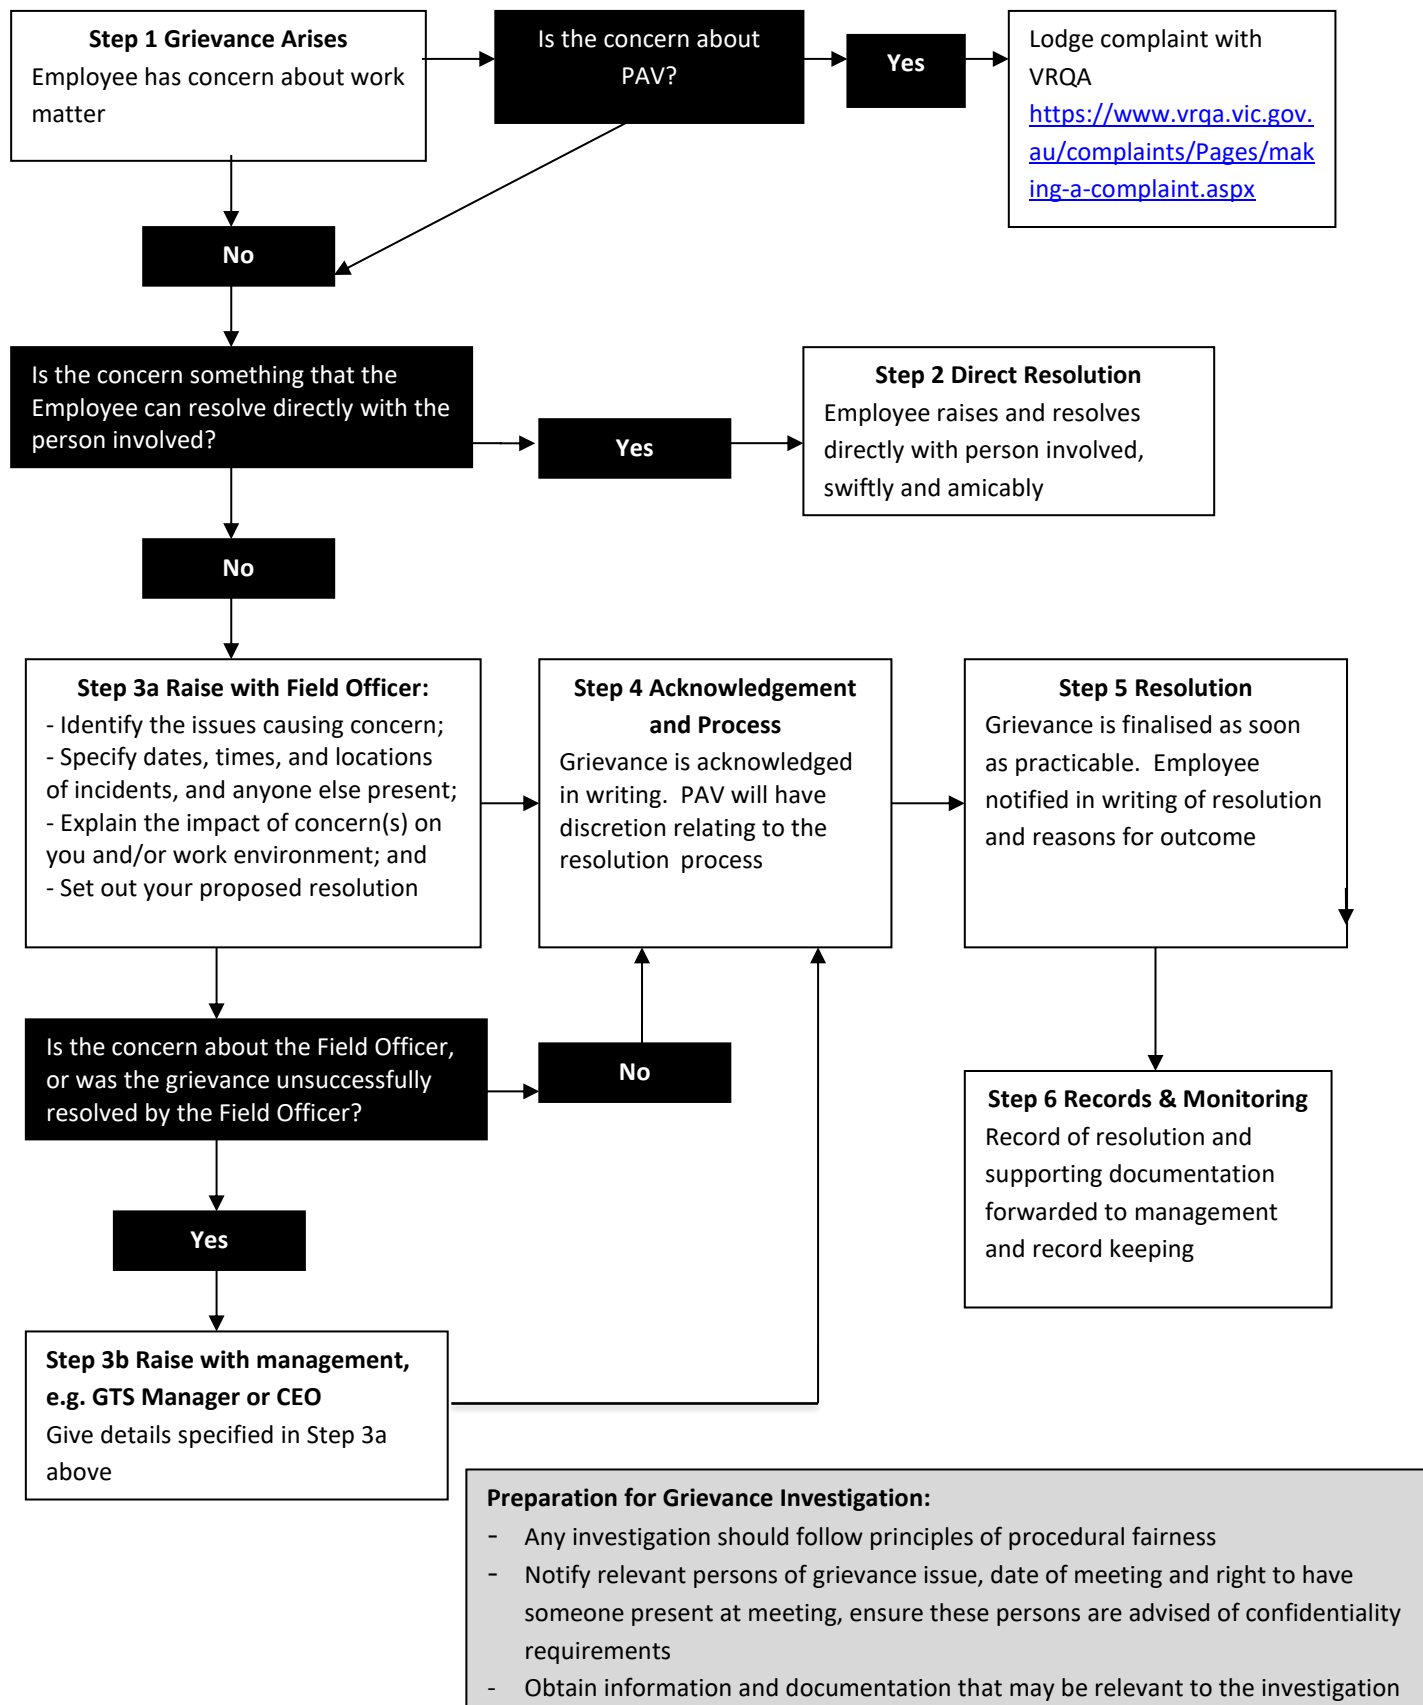 Step 1 Grievance Arises
Employee has concern about work
matter
Is the concern about
PAV?
Yes
Lodge complaint with
VRQA
https://www.vrqa.vic.gov.
au/complaints/Pages/mak
ing-a-complaint.aspx
No
Is the concern something that the
Employee can resolve directly with the
person involved?
Yes
Step 2 Direct Resolution
Employee raises and resolves
directly with person involved,
swiftly and amicably
No
Step 3a Raise with Field Officer:
- Identify the issues causing concern;
- Specify dates, times, and locations
of incidents, and anyone else present;
- Explain the impact of concern(s) on
you and/or work environment; and
- Set out your proposed resolution
Step 4 Acknowledgement
and Process
Grievance is acknowledged
in writing.  PAV will have
discretion relating to the
resolution process
Step 5 Resolution
Grievance is finalised as soon
as practicable.  Employee
notified in writing of resolution
and reasons for outcome
Is the concern about the Field Officer,
or was the grievance unsuccessfully
resolved by the Field Officer?
No
Step 6 Records & Monitoring
Record of resolution and
supporting documentation
forwarded to management
and record keeping
Yes
Step 3b Raise with management,
e.g. GTS Manager or CEO
Give details specified in Step 3a
above
Preparation for Grievance Investigation:
- Any investigation should follow principles of procedural fairness
- Notify relevant persons of grievance issue, date of meeting and right to have
someone present at meeting, ensure these persons are advised of confidentiality
requirements
- Obtain information and documentation that may be relevant to the investigation